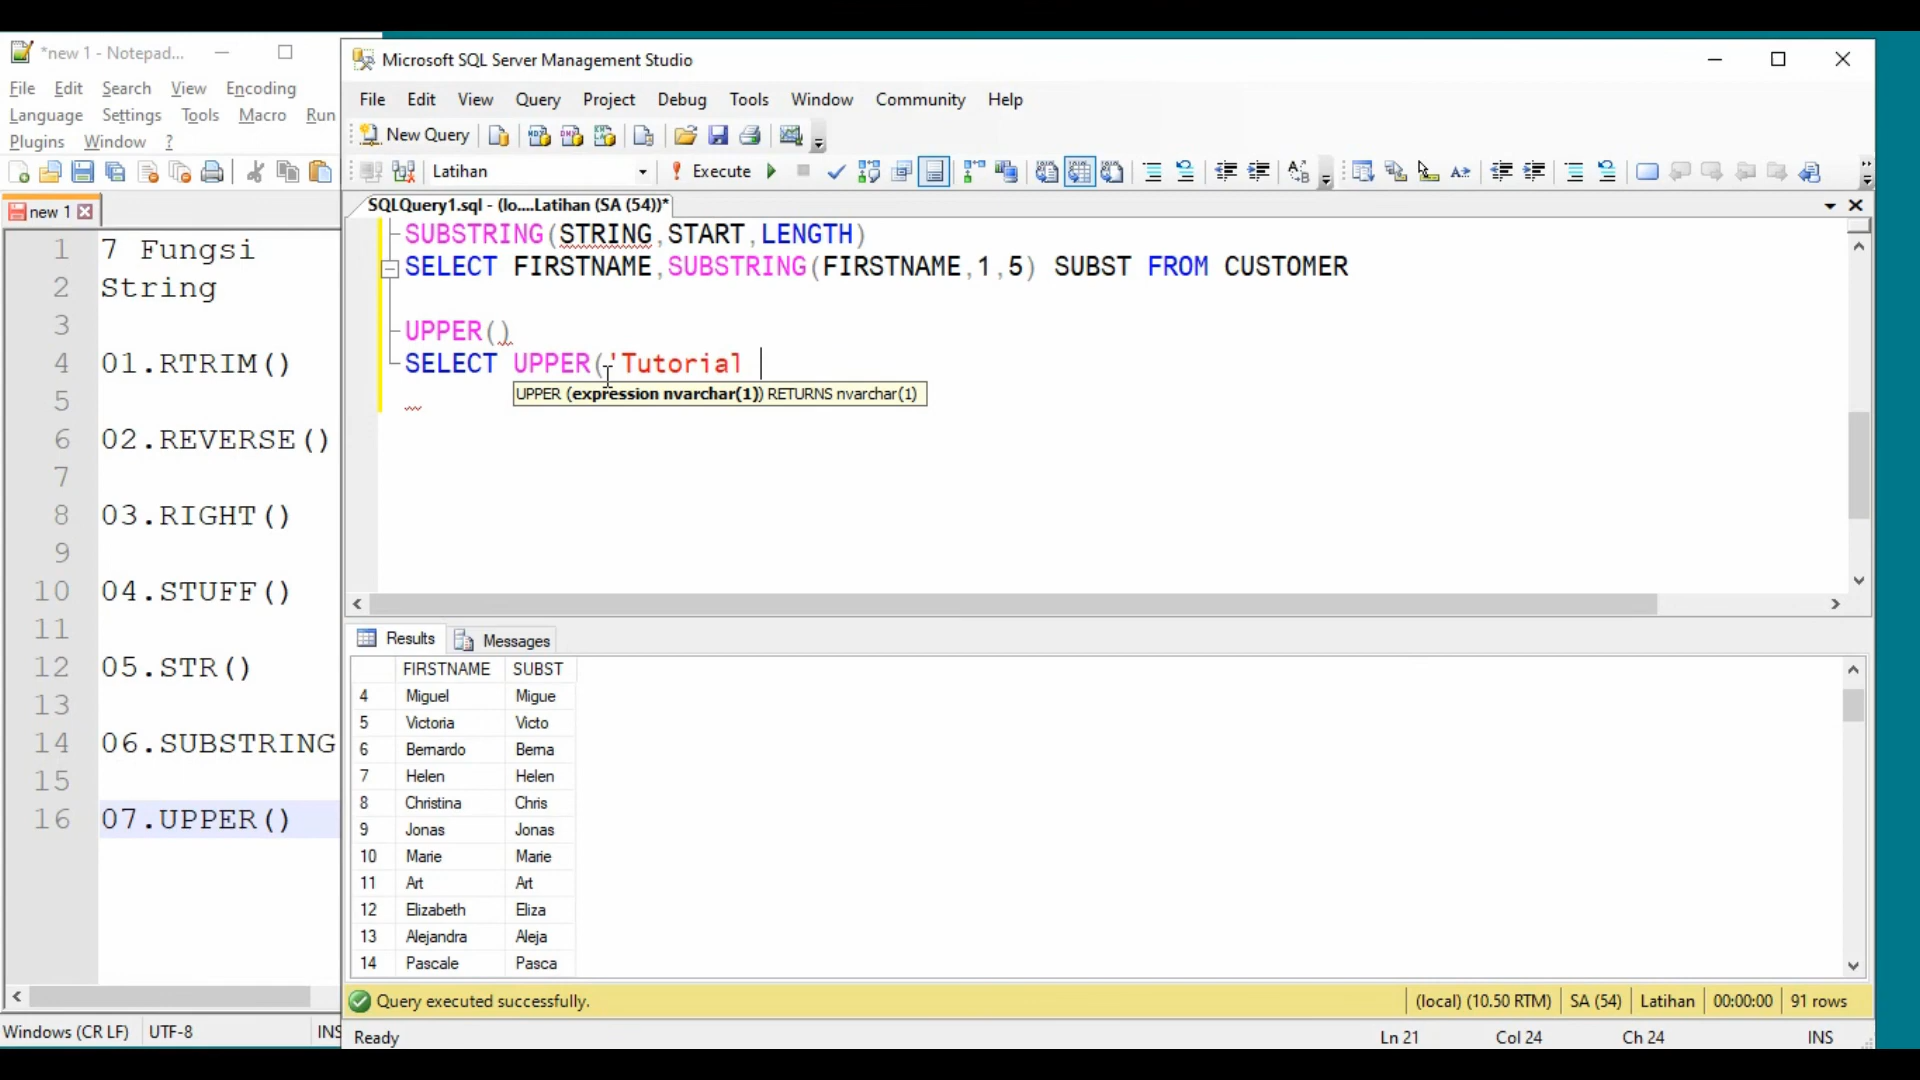 *new 1 - Notepad...
File Edit Search View Encoding
Language Settings Tools Macro Run
Plugins Window ?
new 1
1 7 Fungsi
2 String
3
4 01.RTRIM()
5
6 02.REVERSE()
7
8 03.RIGHT()
9
10 04.STUFF()
11
12 05.STR()
13
14 06.SUBSTRING
15
16 07.UPPER()
Windows (CR LF) UTF-8 INS
Microsoft SQL Server Management Studio
File Edit View Query Project Debug Tools Window Community Help
New Query
Latihan Execute
SQLQuery1.sql - (lo....Latihan (SA (54))*
SUBSTRING(STRING,START,LENGTH)
SELECT FIRSTNAME,SUBSTRING(FIRSTNAME,1,5) SUBST FROM CUSTOMER
UPPER()
SELECT UPPER('Tutorial
UPPER (expression nvarchar(1)) RETURNS nvarchar(1)
Results Messages
FIRSTNAME SUBST
4 Miguel Migue
5 Victoria Victo
6 Bernardo Berna
7 Helen Helen
8 Christina Chris
9 Jonas Jonas
10 Marie Marie
11 Art Art
12 Elizabeth Eliza
13 Alejandra Aleja
14 Pascale Pasca
Query executed successfully. (local) (10.50 RTM) SA (54) Latihan 00:00:00 91 rows
Ready Ln 21 Col 24 Ch 24 INS